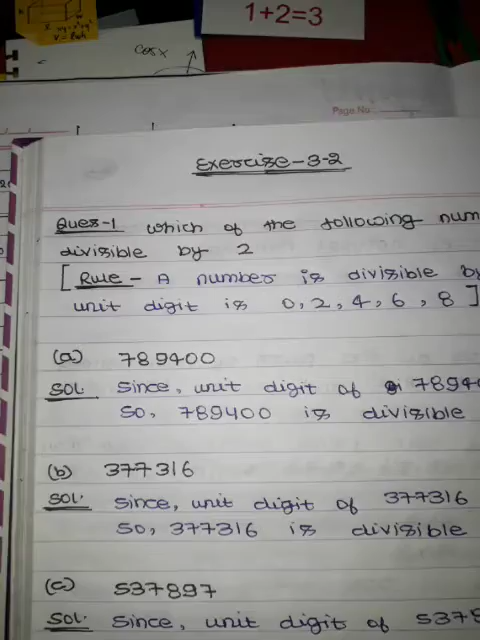 1+2=3
cosx
=
Page No
Exercise-3-2
Ques-1 which of the following num
divisible by 2
[Rule- A number is divisible by
unit digit is 0, 2, 4, 6, 8]
(a) 789400
Sol. Since, unit digit of 7894
So, 789400 is divisible
(b) 377316
Sol. Since, unit digit of 377316
So, 377316 is divisible
(c) 537897
Sol. Since, unit digit of 5378